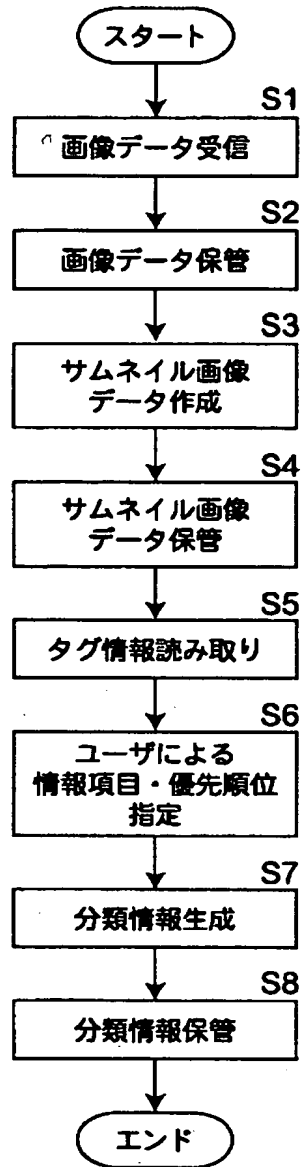 スタート
S1
画像データ受信
S2
画像データ保管
S3
サムネイル画像
データ作成
S4
サムネイル画像
データ保管
S5
タグ情報読み取り
S6
ユーザによる
情報項目・優先順位
指定
S7
分類情報生成
S8
分類情報保管
エンド